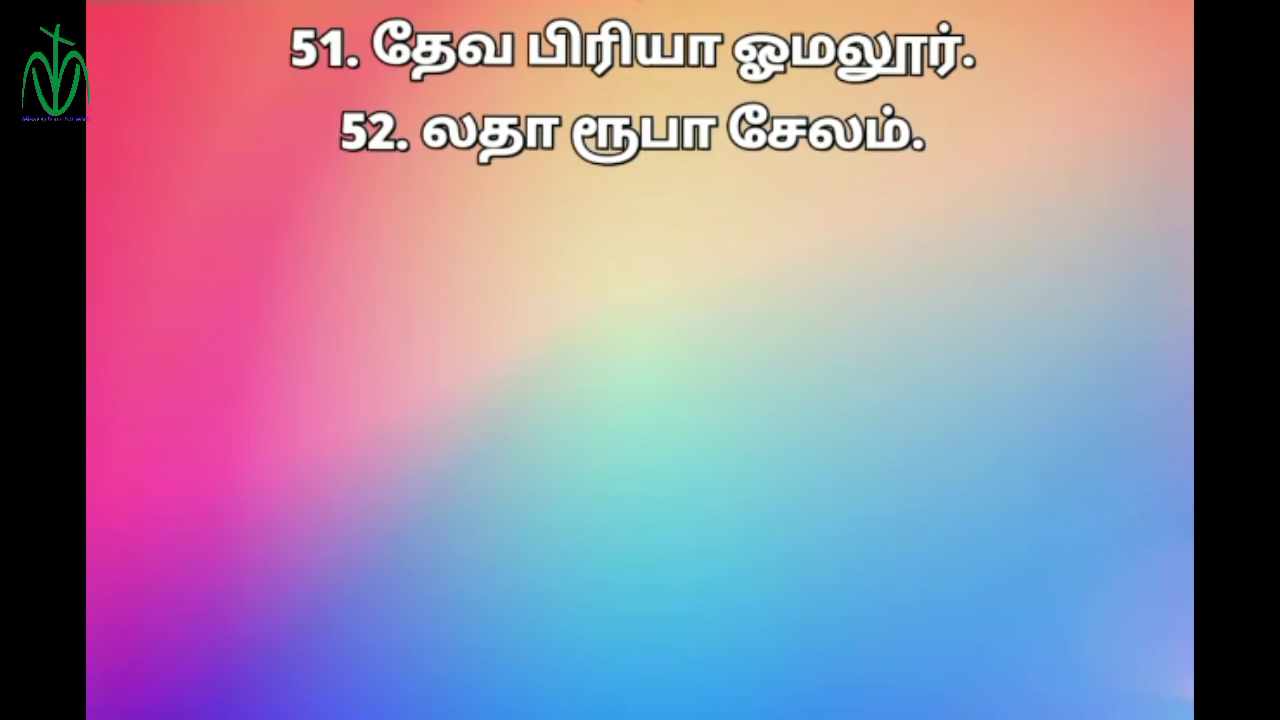 51. தேவ பிரியா ஓமலூர்.
52. லதா ரூபா சேலம்.